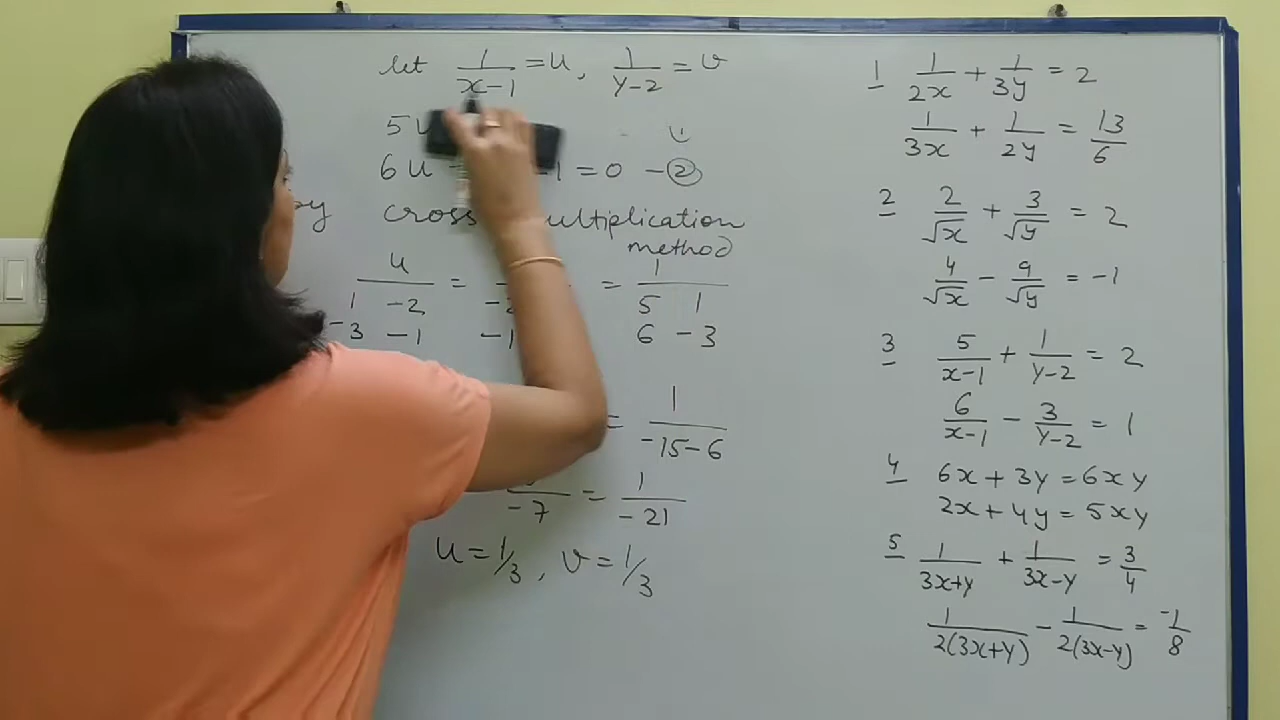 let 1/(x-1) = u, 1/(y-2) = v
5u
6u - 1 = 0 - ②
by cross multiplication
method
u/ = = 1/
1 -2 -2 5 1
-3 -1 -1 6 -3
= 1/(-15-6)
/-7 = 1/-21
u = 1/3, v = 1/3
1 1/2x + 1/3y = 2
1/3x + 1/2y = 13/6
2 2/√x + 3/√y = 2
4/√x - 9/√y = -1
3 5/(x-1) + 1/(y-2) = 2
6/(x-1) - 3/(y-2) = 1
4 6x + 3y = 6xy
2x + 4y = 5xy
5 1/(3x+y) + 1/(3x-y) = 3/4
1/2(3x+y) - 1/2(3x-y) = -1/8